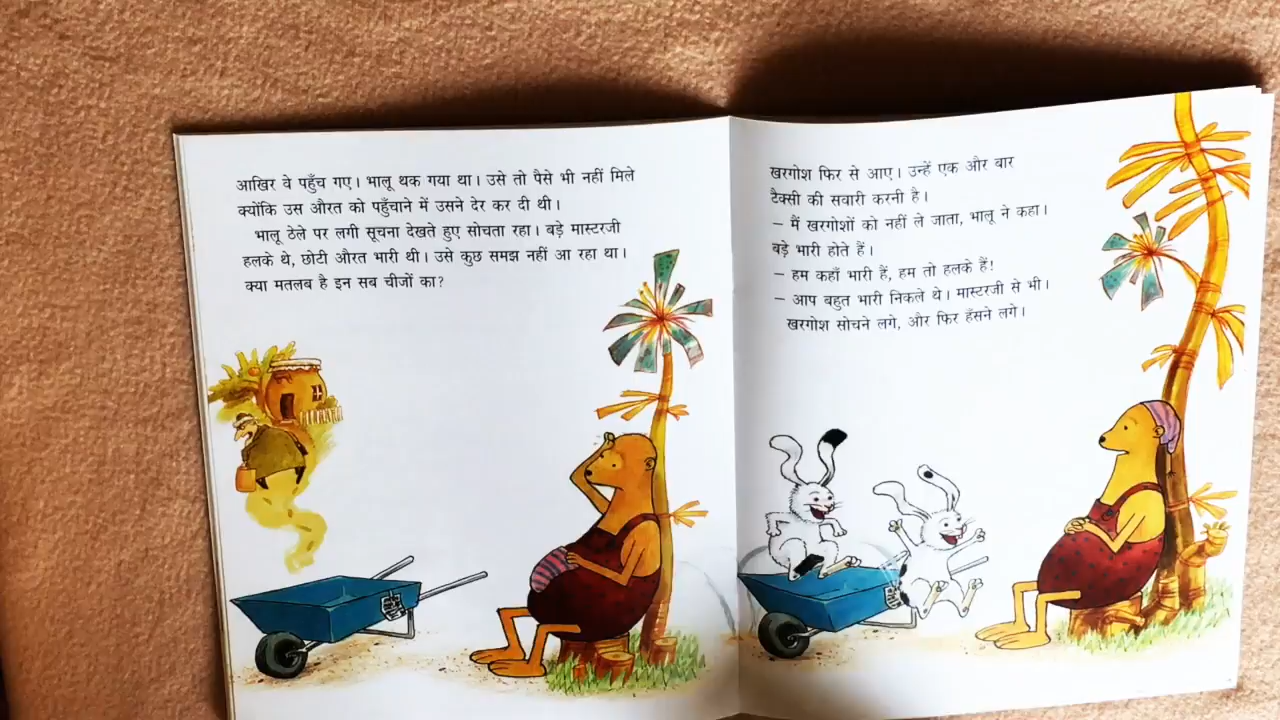 आखिर वे पहुँच गए। भालू थक गया था। उसे तो पैसे भी नहीं मिले
क्योंकि उस औरत को पहुँचाने में उसने देर कर दी थी।
भालू ठेले पर लगी सूचना देखते हुए सोचता रहा। बड़े मास्टरजी
हलके थे, छोटी औरत भारी थी। उसे कुछ समझ नहीं आ रहा था।
क्या मतलब है इन सब चीजों का?
खरगोश फिर से आए। उन्हें एक और बार
टैक्सी की सवारी करनी है।
– मैं खरगोशों को नहीं ले जाता, भालू ने कहा।
बड़े भारी होते हैं।
– हम कहाँ भारी हैं, हम तो हलके हैं!
– आप बहुत भारी निकले थे। मास्टरजी से भी।
खरगोश सोचने लगे, और फिर हँसने लगे।